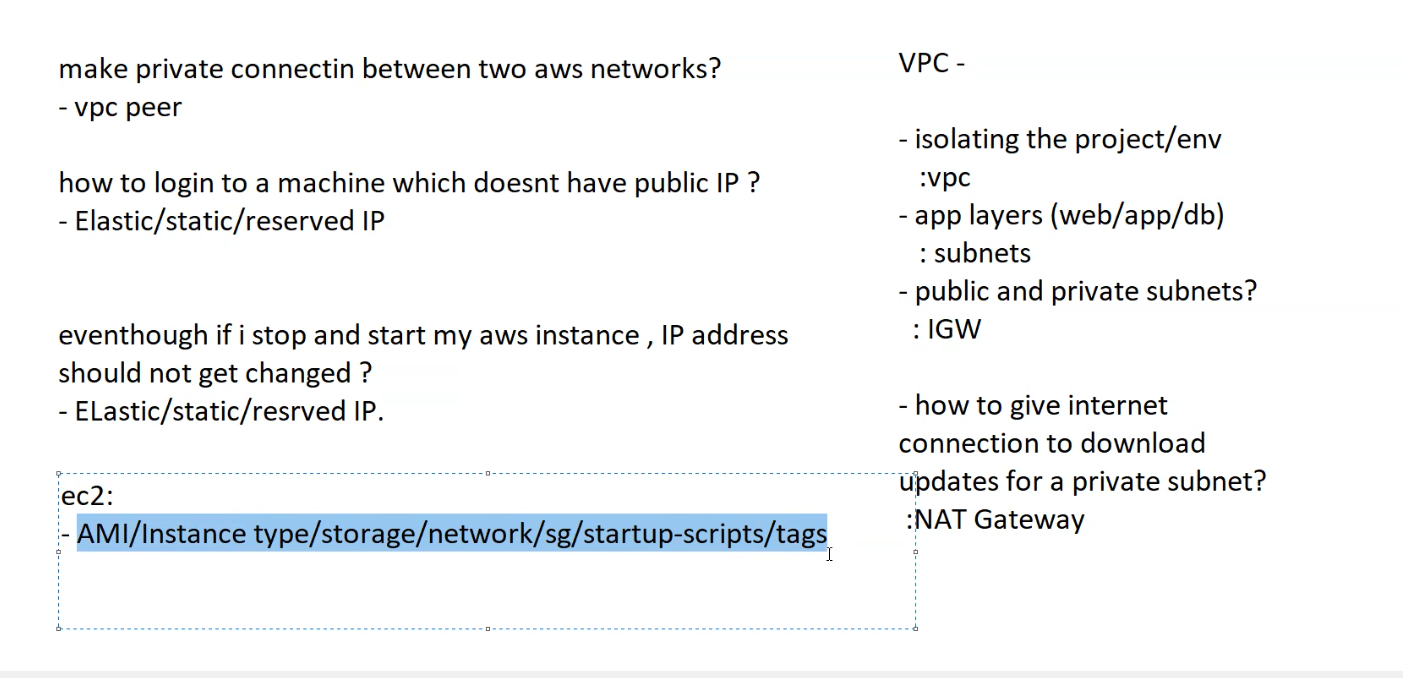 make private connectin between two aws networks?
- vpc peer
how to login to a machine which doesnt have public IP ?
- Elastic/static/reserved IP
eventhough if i stop and start my aws instance , IP address
should not get changed ?
- ELastic/static/resrved IP.
ec2:
- AMI/Instance type/storage/network/sg/startup-scripts/tags
VPC -
- isolating the project/env
:vpc
- app layers (web/app/db)
: subnets
- public and private subnets?
: IGW
- how to give internet
connection to download
updates for a private subnet?
:NAT Gateway